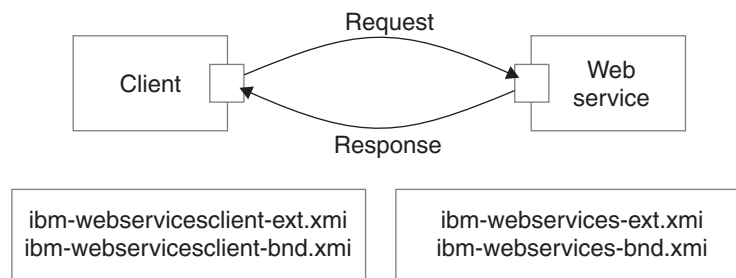 Request
Client
Web
service
Response
ibm-webservicesclient-ext.xmi
ibm-webservicesclient-bnd.xmi
ibm-webservices-ext.xmi
ibm-webservices-bnd.xmi